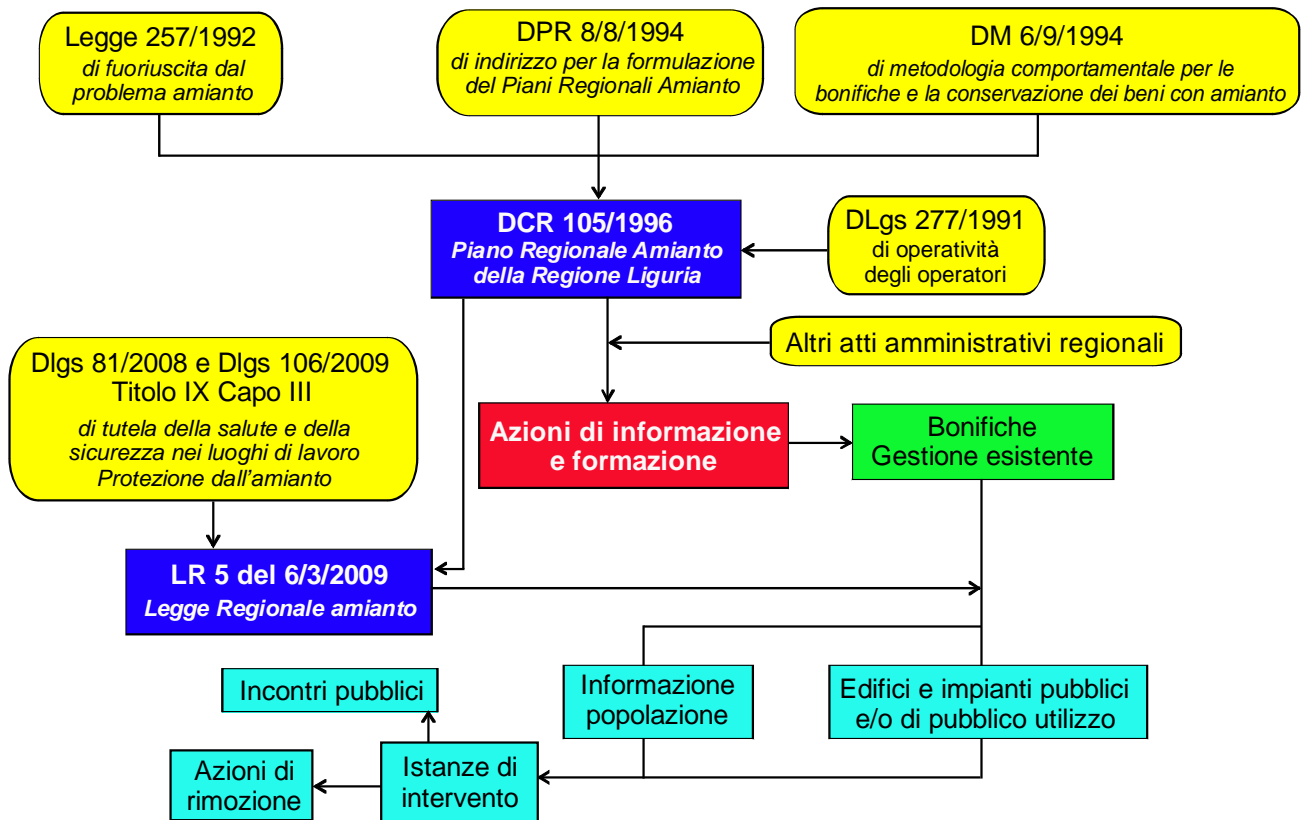 Legge 257/1992
di fuoriuscita dal
problema amianto
DPR 8/8/1994
di indirizzo per la formulazione
del Piani Regionali Amianto
DM 6/9/1994
di metodologia comportamentale per le
bonifiche e la conservazione dei beni con amianto
DCR 105/1996
Piano Regionale Amianto
della Regione Liguria
DLgs 277/1991
di operatività
degli operatori
Altri atti amministrativi regionali
Dlgs 81/2008 e Dlgs 106/2009
Titolo IX Capo III
di tutela della salute e della
sicurezza nei luoghi di lavoro
Protezione dall'amianto
Azioni di informazione
e formazione
Bonifiche
Gestione esistente
LR 5 del 6/3/2009
Legge Regionale amianto
Incontri pubblici
Informazione
popolazione
Edifici e impianti pubblici
e/o di pubblico utilizzo
Azioni di
rimozione
Istanze di
intervento